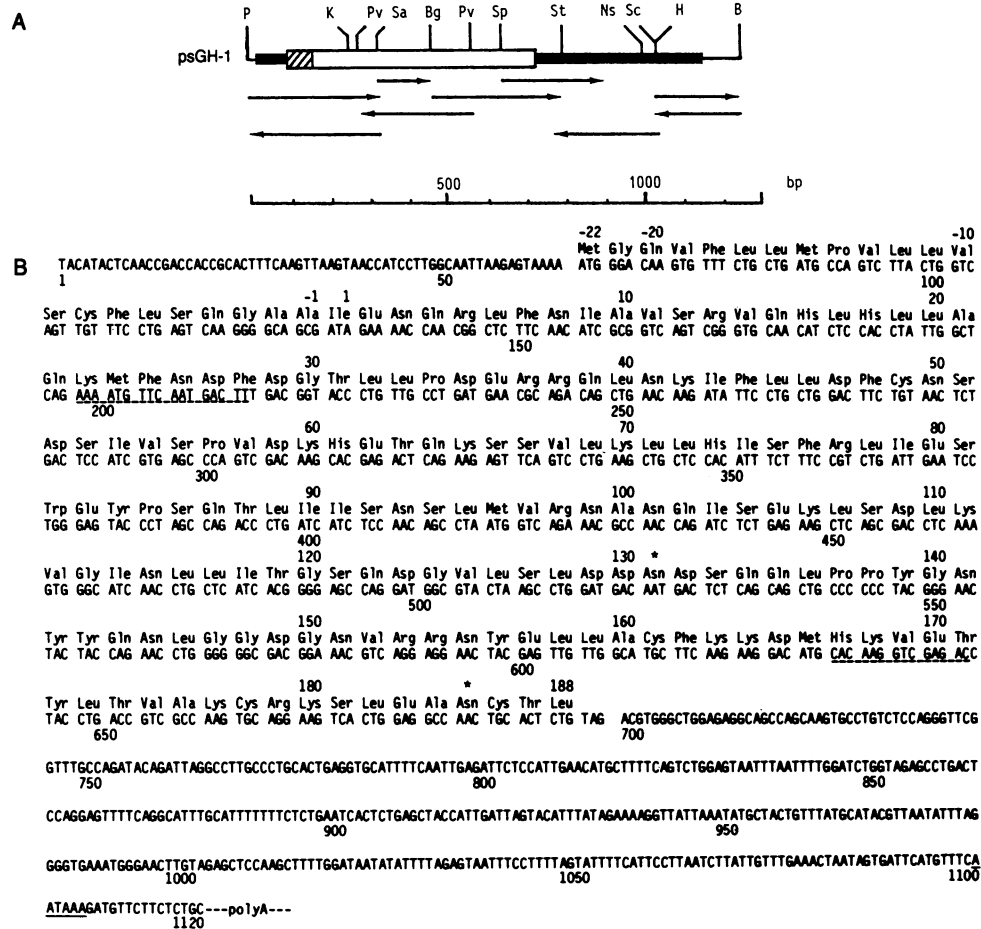 A
P K Pv Sa Bg Pv Sp St Ns Sc H B
psGH-1
500 1000 bp
B
-22 -20 -10
Met Gly Gln Val Phe Leu Leu Met Pro Val Leu Leu Val
TACATACTCAACCGACCACCGCACTTTCAAGTTAAGTAACCATCCTTGGCAATTAAGAGTAAAA ATG GGA CAA GTG TTT CTG CTG ATG CCA GTC TTA CTG GTC
1 50 100
-1 1 10 20
Ser Cys Phe Leu Ser Gln Gly Ala Ala Ile Glu Asn Gln Arg Leu Phe Asn Ile Ala Val Ser Arg Val Gln His Leu His Leu Leu Ala
AGT TGT TTC CTG AGT CAA GGG GCA GCG ATA GAA AAC CAA CGG CTC TTC AAC ATC GCG GTC AGT CGG GTG CAA CAT CTC CAC CTA TTG GCT
150
30 40 50
Gln Lys Met Phe Asn Asp Phe Asp Gly Thr Leu Leu Pro Asp Glu Arg Arg Gln Leu Asn Lys Ile Phe Leu Leu Asp Phe Cys Asn Ser
CAG AAA ATG TTC AAT GAC TTT GAC GGT ACC CTG TTG CCT GAT GAA CGC AGA CAG CTG AAC AAG ATA TTC CTG CTG GAC TTC TGT AAC TCT
200 250
60 70 80
Asp Ser Ile Val Ser Pro Val Asp Lys His Glu Thr Gln Lys Ser Ser Val Leu Lys Leu Leu His Ile Ser Phe Arg Leu Ile Glu Ser
GAC TCC ATC GTG AGC CCA GTC GAC AAG CAC GAG ACT CAG AAG AGT TCA GTC CTG AAG CTG CTC CAC ATT TCT TTC CGT CTG ATT GAA TCC
300 350
90 100 110
Trp Glu Tyr Pro Ser Gln Thr Leu Ile Ile Ser Asn Ser Leu Met Val Arg Asn Ala Asn Gln Ile Ser Glu Lys Leu Ser Asp Leu Lys
TGG GAG TAC CCT AGC CAG ACC CTG ATC ATC TCC AAC AGC CTA ATG GTC AGA AAC GCC AAC CAG ATC TCT GAG AAG CTC AGC GAC CTC AAA
400 450
120 130 * 140
Val Gly Ile Asn Leu Leu Ile Thr Gly Ser Gln Asp Gly Val Leu Ser Leu Asp Asp Asn Asp Ser Gln Gln Leu Pro Pro Tyr Gly Asn
GTG GGC ATC AAC CTG CTC ATC ACG GGG AGC CAG GAT GGC GTA CTA AGC CTG GAT GAC AAT GAC TCT CAG CAG CTG CCC CCC TAC GGG AAC
500 550
150 160 170
Tyr Tyr Gln Asn Leu Gly Gly Asp Gly Asn Val Arg Arg Asn Tyr Glu Leu Leu Ala Cys Phe Lys Lys Asp Met His Lys Val Glu Thr
TAC TAC CAG AAC CTG GGG GGC GAC GGA AAC GTC AGG AGG AAC TAC GAG TTG TTG GCA TGC TTC AAG AAG GAC ATG CAC AAG GTC GAG ACC
600
180 * 188
Tyr Leu Thr Val Ala Lys Cys Arg Lys Ser Leu Glu Ala Asn Cys Thr Leu
TAC CTG ACC GTC GCC AAG TGC AGG AAG TCA CTG GAG GCC AAC TGC ACT CTG TAG ACGTGGGCTGGAGAGGCAGCCAGCAAGTGCCTGTCTCCAGGGTTCG
650 700
GTTTGCCAGATACAGATTAGGCCTTGCCCTGCACTGAGGTGCATTTTCAATTGAGATTCTCCATTGAACATGCTTTTCAGTCTGGAGTAATTTAATTTTGGATCTGGTAGAGCCTGACT
750 800 850
CCAGGAGTTTTCAGGCATTTGCATTTTTTTCTCTGAATCACTCTGAGCTACCATTGATTAGTACATTTATAGAAAAGGTTATTAAATATGCTACTGTTTATGCATACGTTAATATTTAG
900 950
GGGTGAAATGGGAACTTGTAGAGCTCCAAGCTTTTGGATAATATATTTTAGAGTAATTTCCTTTTAGTATTTTCATTCCTTAATCTTATTGTTTGAAACTAATAGTGATTCATGTTTCA
1000 1050 1100
ATAAAGATGTTCTTCTCTGC---polyA---
1120